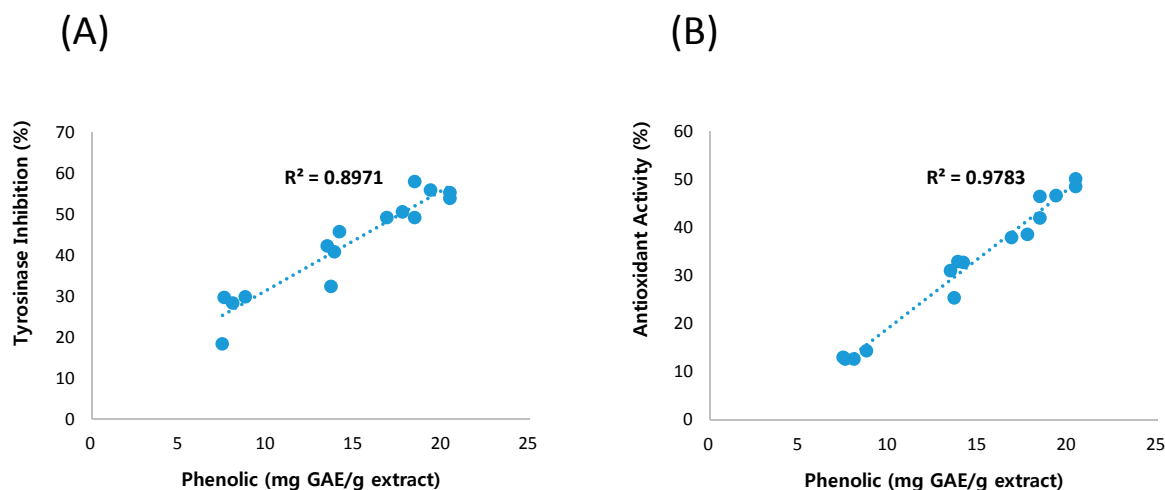 (A)
Tyrosinase Inhibition (%)
70
60
50
40
30
20
10
0
R² = 0.8971
0 5 10 15 20 25
Phenolic (mg GAE/g extract)
(B)
Antioxidant Activity (%)
60
50
40
30
20
10
0
R² = 0.9783
0 5 10 15 20 25
Phenolic (mg GAE/g extract)